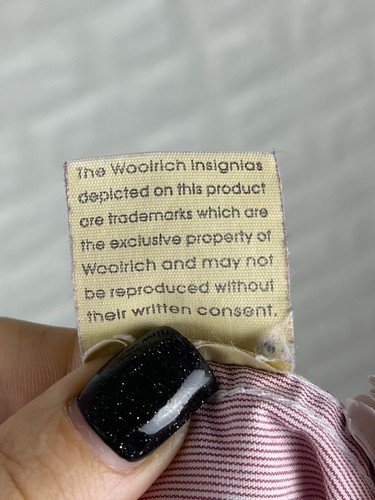 The Woolrich Insignias
depicted on this product
are trademarks which are
the exclusive property of
Woolrich and may not
be reproduced without
their written consent.